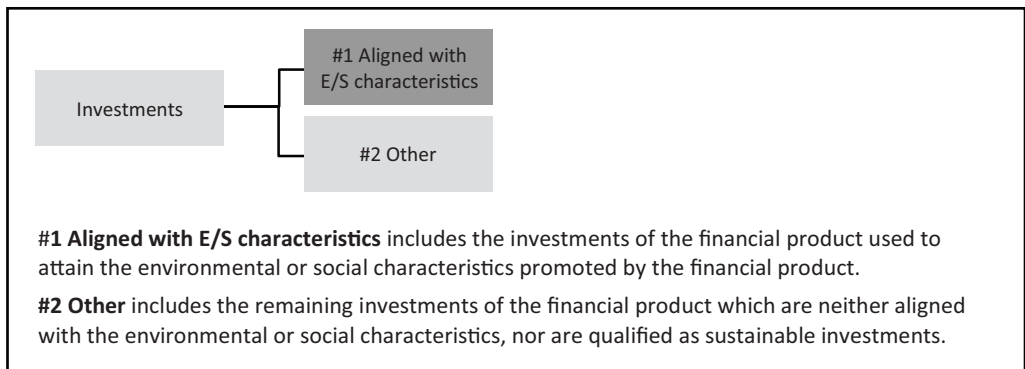 #1 Aligned with
E/S characteristics
Investments
#2 Other
#1 Aligned with E/S characteristics includes the investments of the financial product used to
attain the environmental or social characteristics promoted by the financial product.
#2 Other includes the remaining investments of the financial product which are neither aligned
with the environmental or social characteristics, nor are qualified as sustainable investments.